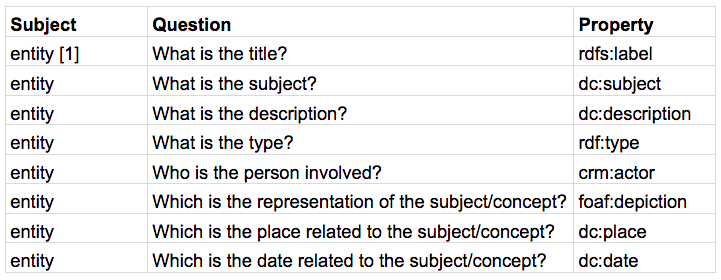 Subject Question Property
entity [1] What is the title? rdfs:label
entity What is the subject? dc:subject
entity What is the description? dc:description
entity What is the type? rdf:type
entity Who is the person involved? crm:actor
entity Which is the representation of the subject/concept? foaf:depiction
entity Which is the place related to the subject/concept? dc:place
entity Which is the date related to the subject/concept? dc:date